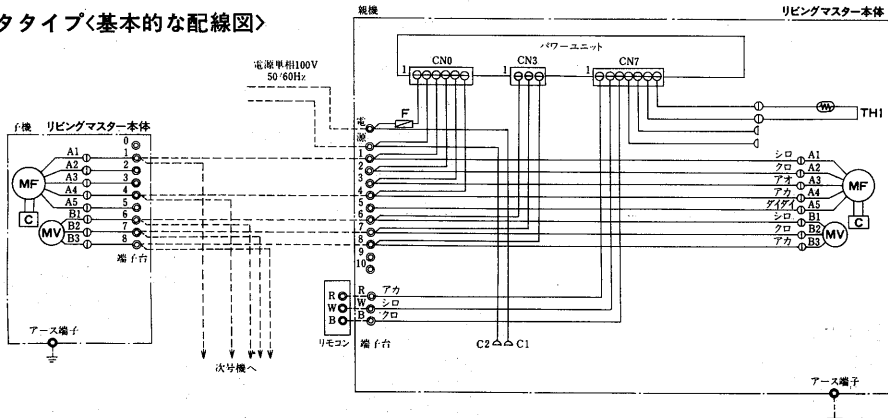 タタイプ〈基本的な配線図〉
親機
リビングマスター本体
電源単相100V
50/60Hz
パワーユニット
1 CN0
1 CN3
1 CN7
F
TH1
子機 リビングマスター本体
0
A1 1
A2 2
A3 3
A4 4
A5 5
B1 6
B2 7
B3 8
MF
C
MV
端子台
アース端子
次号機へ
電
源
1
2
3
4
5
6
7
8
9
10
シロ A1
クロ A2
アオ A3
アカ A4
ダイダイ A5
シロ B1
クロ B2
アカ B3
MF
C
MV
R R アカ
W W シロ
B B クロ
リモコン 端子台
C2 C1
アース端子